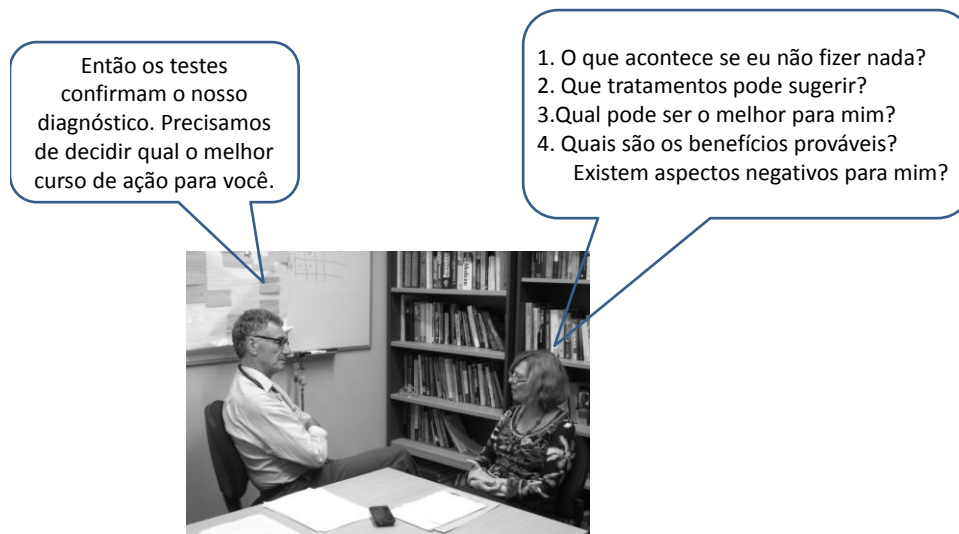 Então os testes
confirmam o nosso
diagnóstico. Precisamos
de decidir qual o melhor
curso de ação para você.
1. O que acontece se eu não fizer nada?
2. Que tratamentos pode sugerir?
3.Qual pode ser o melhor para mim?
4. Quais são os benefícios prováveis?
Existem aspectos negativos para mim?